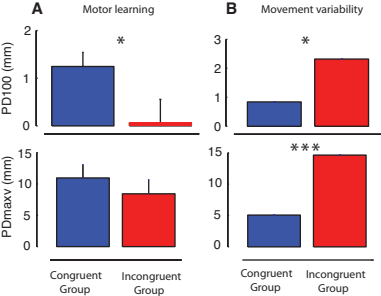 A Motor learning
B Movement variability
PD100 (mm)
2
1
0
*
3
2
1
0
*
PDmaxv (mm)
15
10
5
0
15
10
5
0
***
Congruent
Group
Incongruent
Group
Congruent
Group
Incongruent
Group